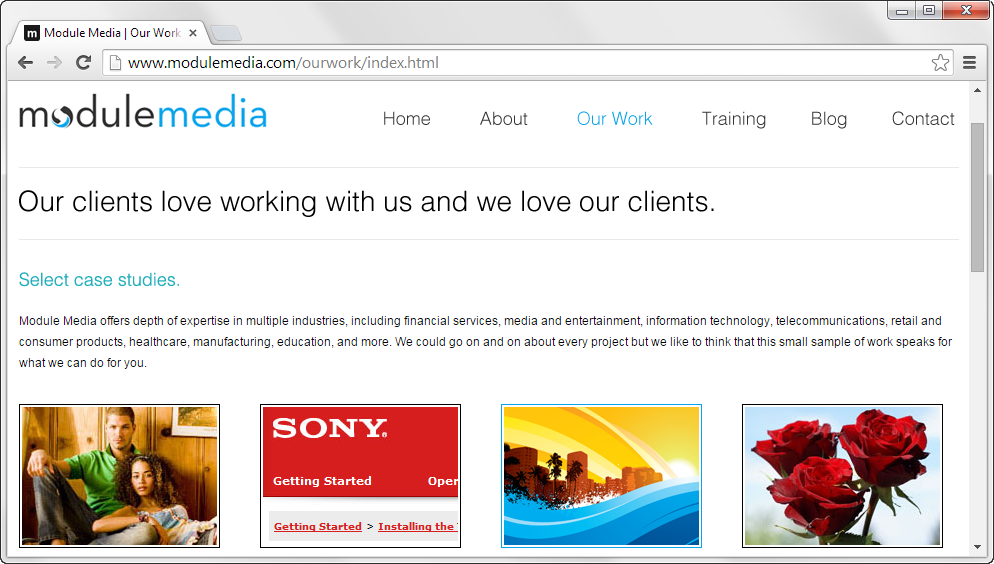 m Module Media | Our Work
www.modulemedia.com/ourwork/index.html
modulemedia
Home About Our Work Training Blog Contact
Our clients love working with us and we love our clients.
Select case studies.
Module Media offers depth of expertise in multiple industries, including financial services, media and entertainment, information technology, telecommunications, retail and
consumer products, healthcare, manufacturing, education, and more. We could go on and on about every project but we like to think that this small sample of work speaks for
what we can do for you.
SONY®
Getting Started Oper
Getting Started > Installing the